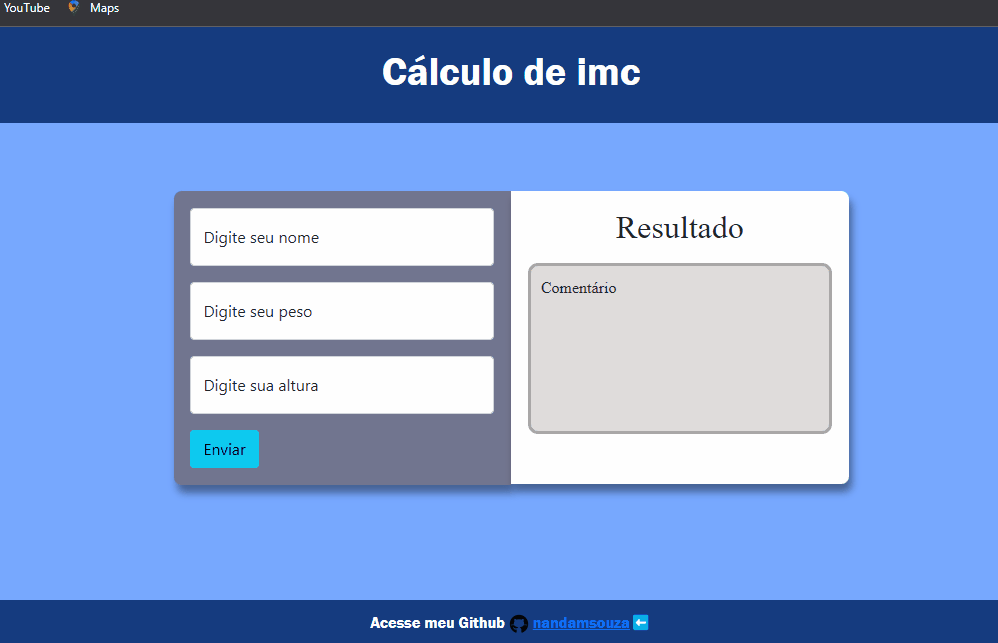 YouTube Maps
Cálculo de imc
Digite seu nome
Digite seu peso
Digite sua altura
Enviar
Resultado
Comentário
Acesse meu Github nandamsouza